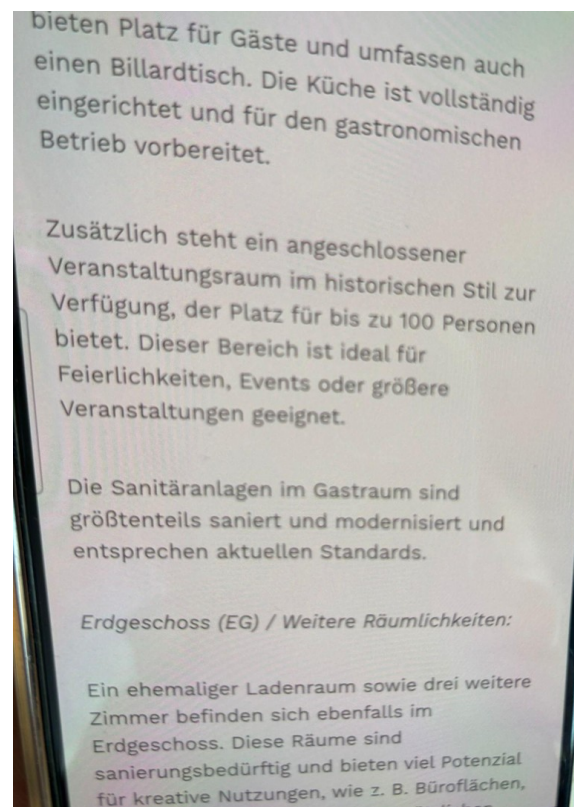 bieten Platz für Gäste und umfassen auch
einen Billardtisch. Die Küche ist vollständig
eingerichtet und für den gastronomischen
Betrieb vorbereitet.
Zusätzlich steht ein angeschlossener
Veranstaltungsraum im historischen Stil zur
Verfügung, der Platz für bis zu 100 Personen
bietet. Dieser Bereich ist ideal für
Feierlichkeiten, Events oder größere
Veranstaltungen geeignet.
Die Sanitäranlagen im Gastraum sind
größtenteils saniert und modernisiert und
entsprechen aktuellen Standards.
Erdgeschoss (EG) / Weitere Räumlichkeiten:
Ein ehemaliger Ladenraum sowie drei weitere
Zimmer befinden sich ebenfalls im
Erdgeschoss. Diese Räume sind
sanierungsbedürftig und bieten viel Potenzial
für kreative Nutzungen, wie z. B. Büroflächen,